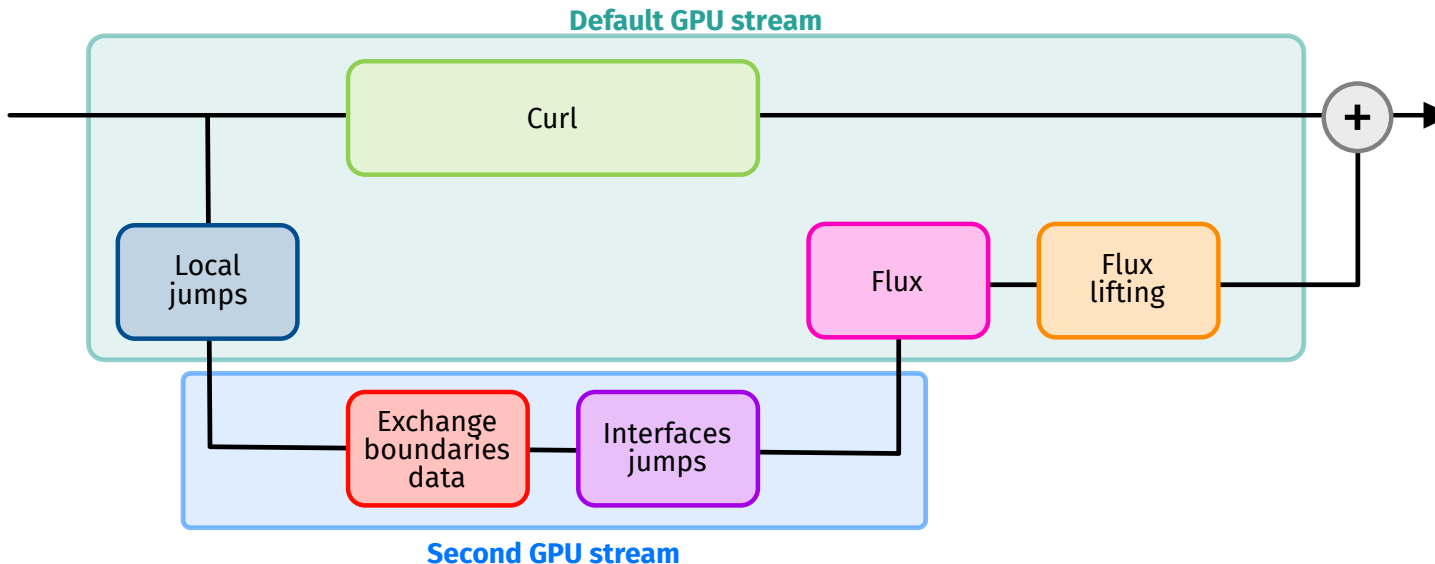 Default GPU stream
Curl
+
Local
jumps
Flux
Flux
lifting
Exchange
boundaries
data
Interfaces
jumps
Second GPU stream